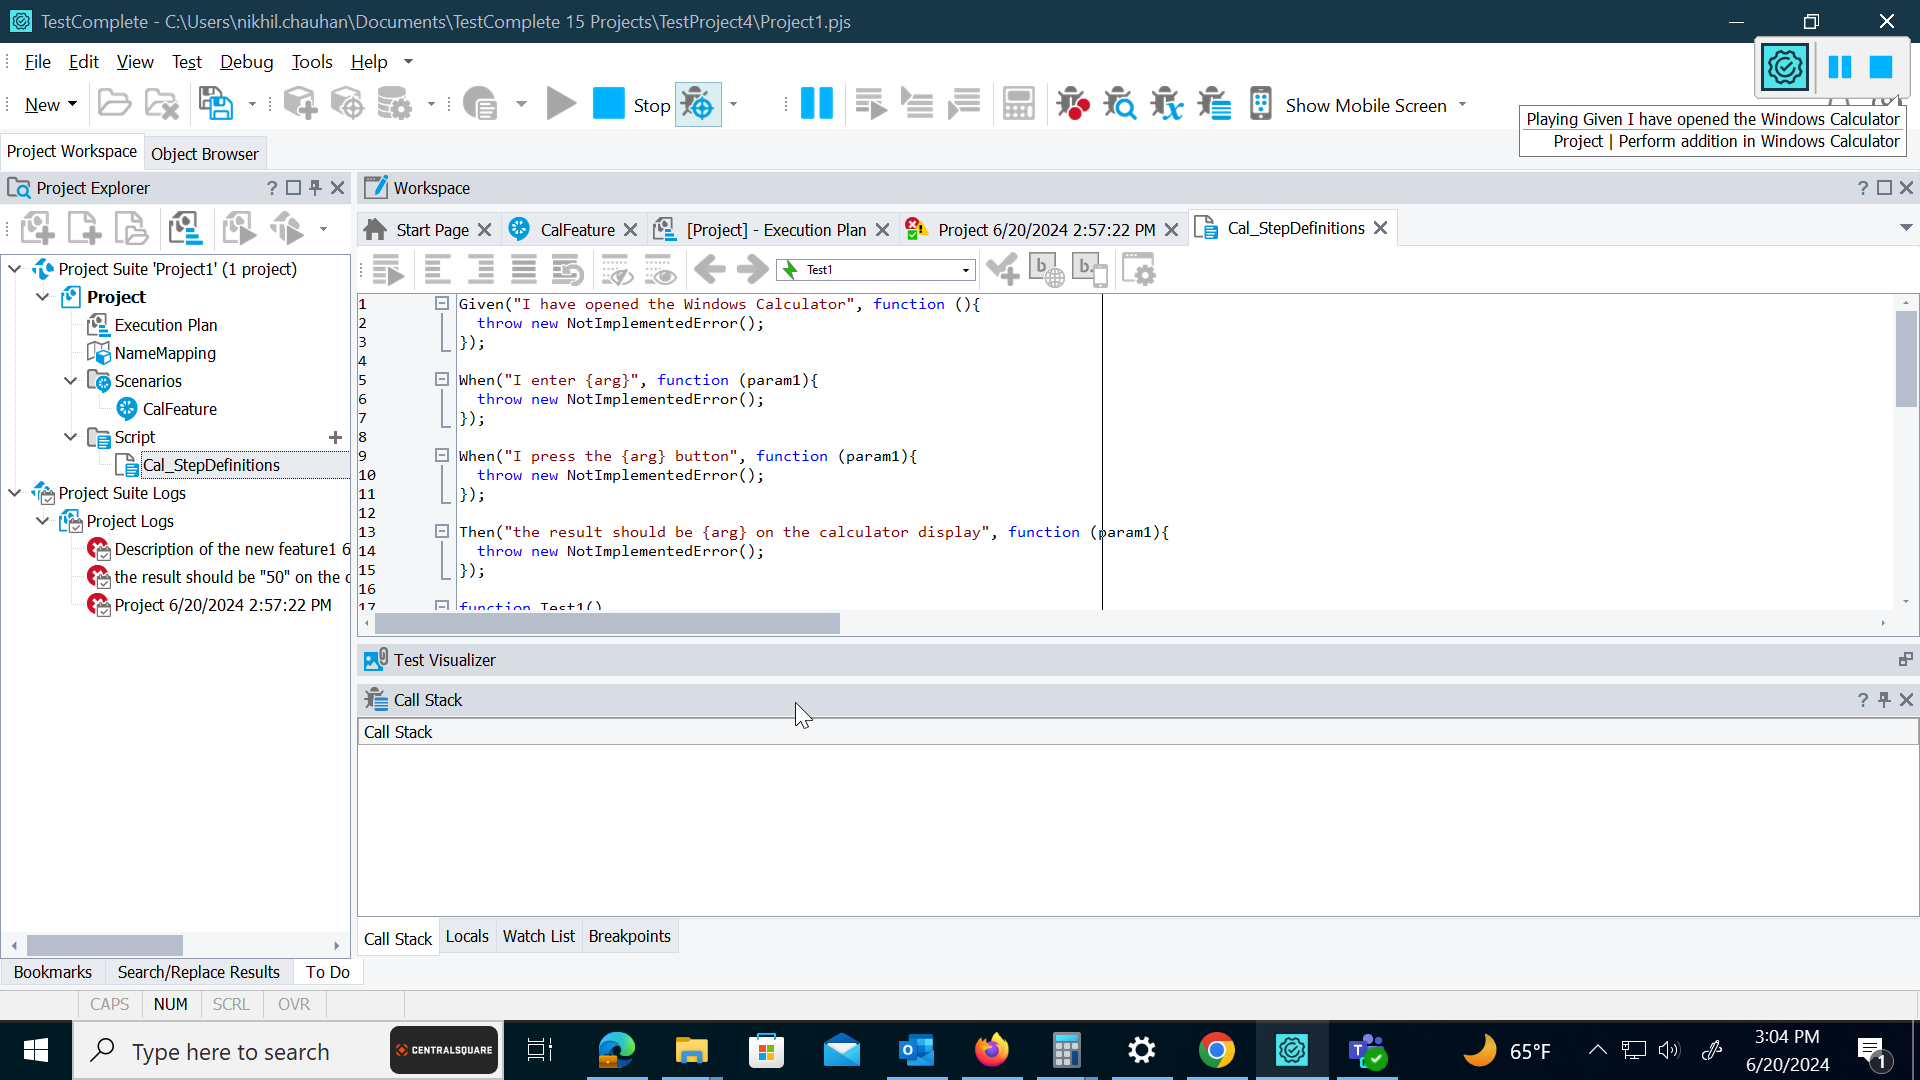 TestComplete - C:\Users\nikhil.chauhan\Documents\TestComplete 15 Projects\TestProject4\Project1.pjs
File Edit View Test Debug Tools Help
New Stop Show Mobile Screen
Playing Given I have opened the Windows Calculator
Project | Perform addition in Windows Calculator
Project Workspace Object Browser
Project Explorer ?
Workspace ?
Start Page CalFeature [Project] - Execution Plan Project 6/20/2024 2:57:22 PM Cal_StepDefinitions
Test1
Project Suite 'Project1' (1 project)
Project
Execution Plan
NameMapping
Scenarios
CalFeature
Script
Cal_StepDefinitions
Project Suite Logs
Project Logs
Description of the new feature1 6
the result should be "50" on the c
Project 6/20/2024 2:57:22 PM
1 Given("I have opened the Windows Calculator", function (){
2 throw new NotImplementedError();
3 });
4
5 When("I enter {arg}", function (param1){
6 throw new NotImplementedError();
7 });
8
9 When("I press the {arg} button", function (param1){
10 throw new NotImplementedError();
11 });
12
13 Then("the result should be {arg} on the calculator display", function (param1){
14 throw new NotImplementedError();
15 });
16
17 function Test1()
Test Visualizer
Call Stack ?
Call Stack
Call Stack Locals Watch List Breakpoints
Bookmarks Search/Replace Results To Do
CAPS NUM SCRL OVR
Type here to search CENTRALSQUARE
65°F
3:04 PM
6/20/2024
1